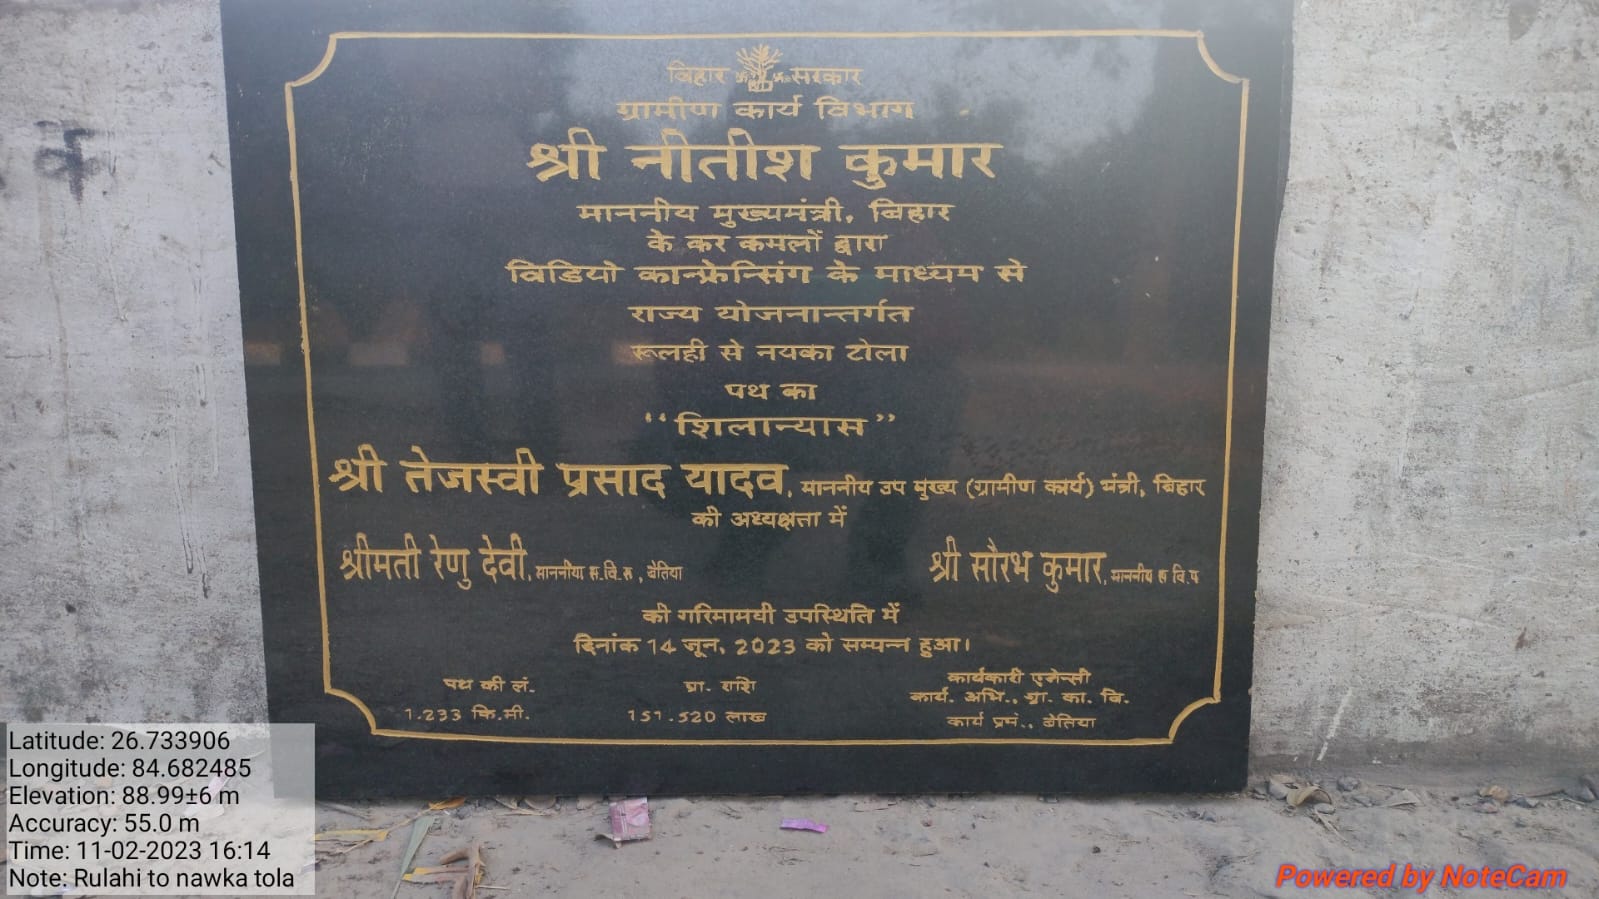 बिहार सरकार
ग्रामीण कार्य विभाग
श्री नीतीश कुमार
माननीय मुख्यमंत्री, बिहार
के कर कमलों द्वारा
विडियो कान्फ्रेन्सिंग के माध्यम से
राज्य योजनान्तर्गत
रूलही से नयका टोला
पथ का
“शिलान्यास”
श्री तेजस्वी प्रसाद यादव, माननीय उप मुख्य (ग्रामीण कार्य) मंत्री, बिहार
की अध्यक्षता में
श्रीमती रेणु देवी, माननीया स.वि.स, बेतिया
श्री सौरभ कुमार, माननीय स वि प
की गरिमामयी उपस्थिति में
दिनांक 14 जून, 2023 को सम्पन्न हुआ।
पथ की लं.
1.233 कि.मी.
प्रा. राशि
151.520 लाख
कार्यकारी एजेन्सी
कार्य. अभि., ग्रा. का. वि.
कार्य प्रमं., बेतिया
Latitude: 26.733906
Longitude: 84.682485
Elevation: 88.99±6 m
Accuracy: 55.0 m
Time: 11-02-2023 16:14
Note: Rulahi to nawka tola
Powered by NoteCam